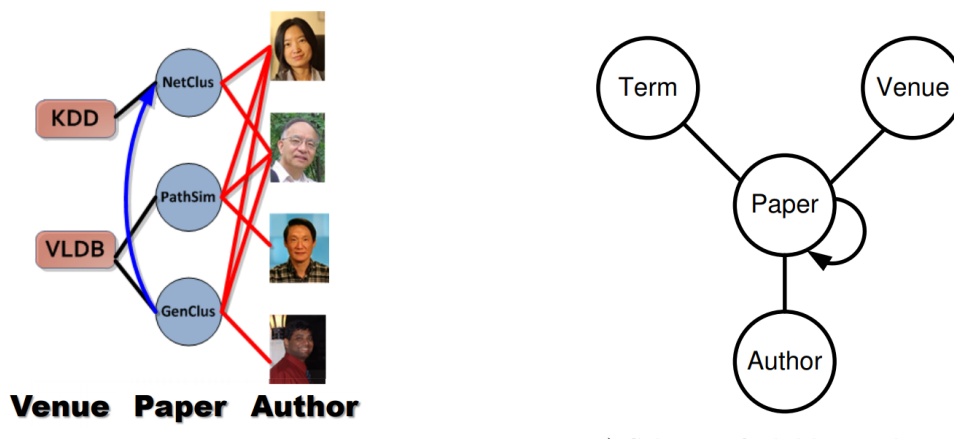 NetClus
KDD
PathSim
VLDB
GenClus
Venue Paper Author
Term
Venue
Paper
Author